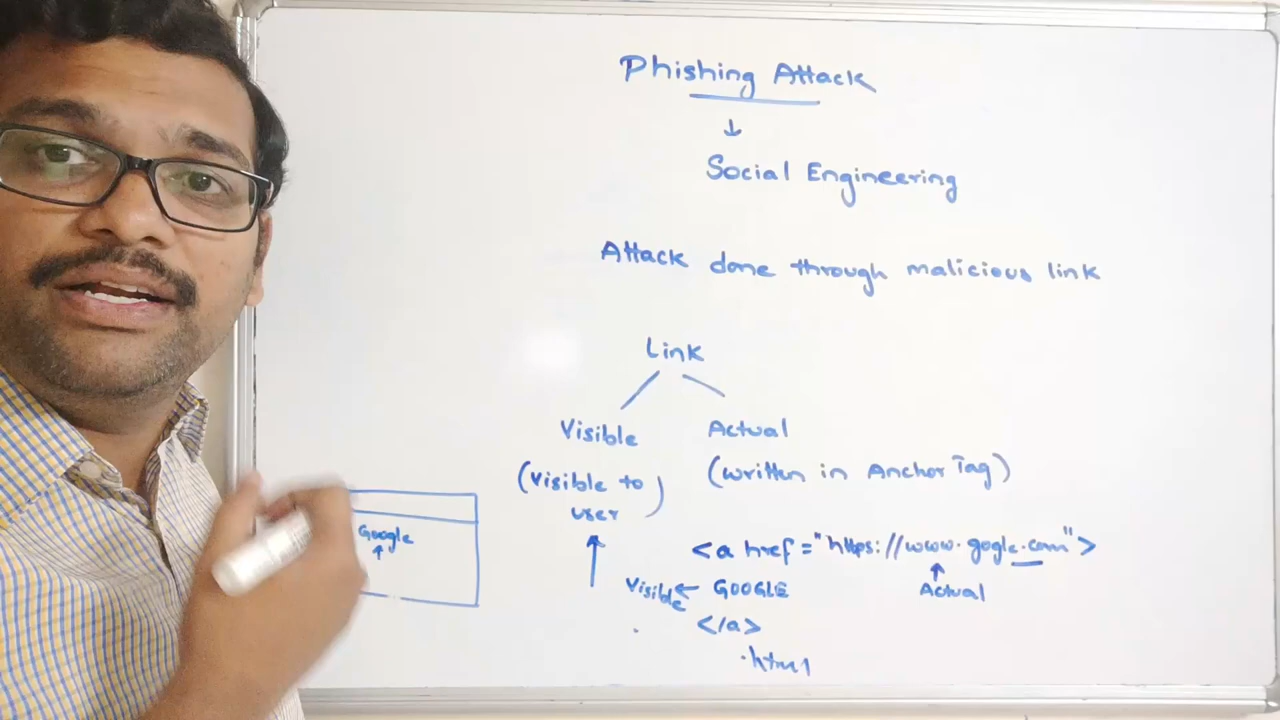 Phishing Attack
↓
Social Engineering
Attack done through malicious link
Link
Visible Actual
(Visible to user) (written in Anchor Tag)
Google
<a href="https://www.gogle.com">
Actual
Visible ← GOOGLE
</a>
.html